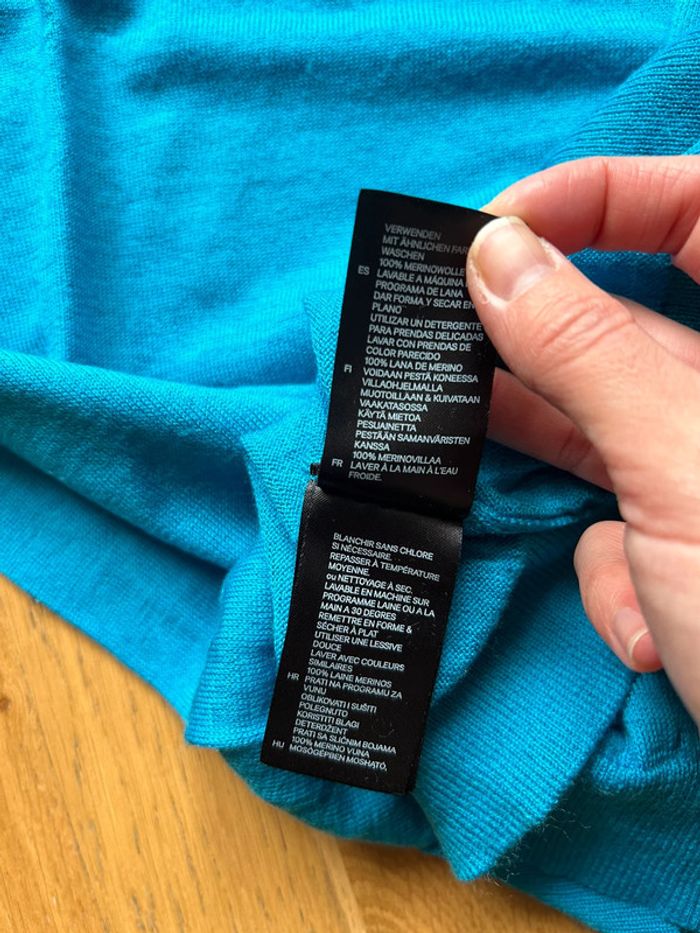 VERWENDEN
MIT ÄHNLICHEN
WASCHEN
100% MERINOWOLLE
ES LAVABLE A MÁQUINA
PROGRAMA DE LANA
DAR FORMA Y SECAR EN
PLANO
UTILIZAR UN DETERGENTE
PARA PRENDAS DELICADAS
LAVAR CON PRENDAS DE
COLOR PARECIDO
100% LANA DE MERINO
FI VOIDAAN PESTÄ KONEESSA
VILLAOHJELMALLA
MUOTOILLAAN & KUIVATAAN
VAAKATASOSSA
KÄYTÄ MIETOA
PESUAINETTA
PESTÄÄN SAMANVÄRISTEN
KANSSA
100% MERINOVILLAA
FR LAVER À LA MAIN À L'EAU
FROIDE.
BLANCHIR SANS CHLORE
SI NÉCESSAIRE.
REPASSER À TEMPÉRATURE
MOYENNE.
ou NETTOYAGE À SEC.
LAVABLE EN MACHINE SUR
PROGRAMME LAINE OU A LA
MAIN A 30 DEGRES
REMETTRE EN FORME &
SÉCHER À PLAT
UTILISER UNE LESSIVE
DOUCE
LAVER AVEC COULEURS
SIMILAIRES
100% LAINE MERINOS
HR PRATI NA PROGRAMU ZA
VUNU
OBLIKOVATI I SUŠITI
POLEGNUTO
KORISTITI BLAGI
DETERDŽENT
PRATI SA SLIČNIM BOJAMA
100% MERINO VUNA
HU MOSÓGÉPBEN MOSHATÓ,